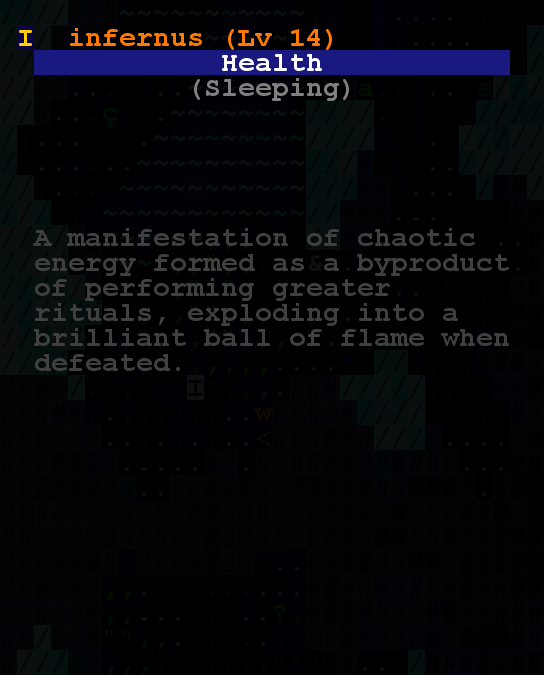 I infernus (Lv 14)
Health
(Sleeping)
A manifestation of chaotic
energy formed as a byproduct
of performing greater
rituals, exploding into a
brilliant ball of flame when
defeated.